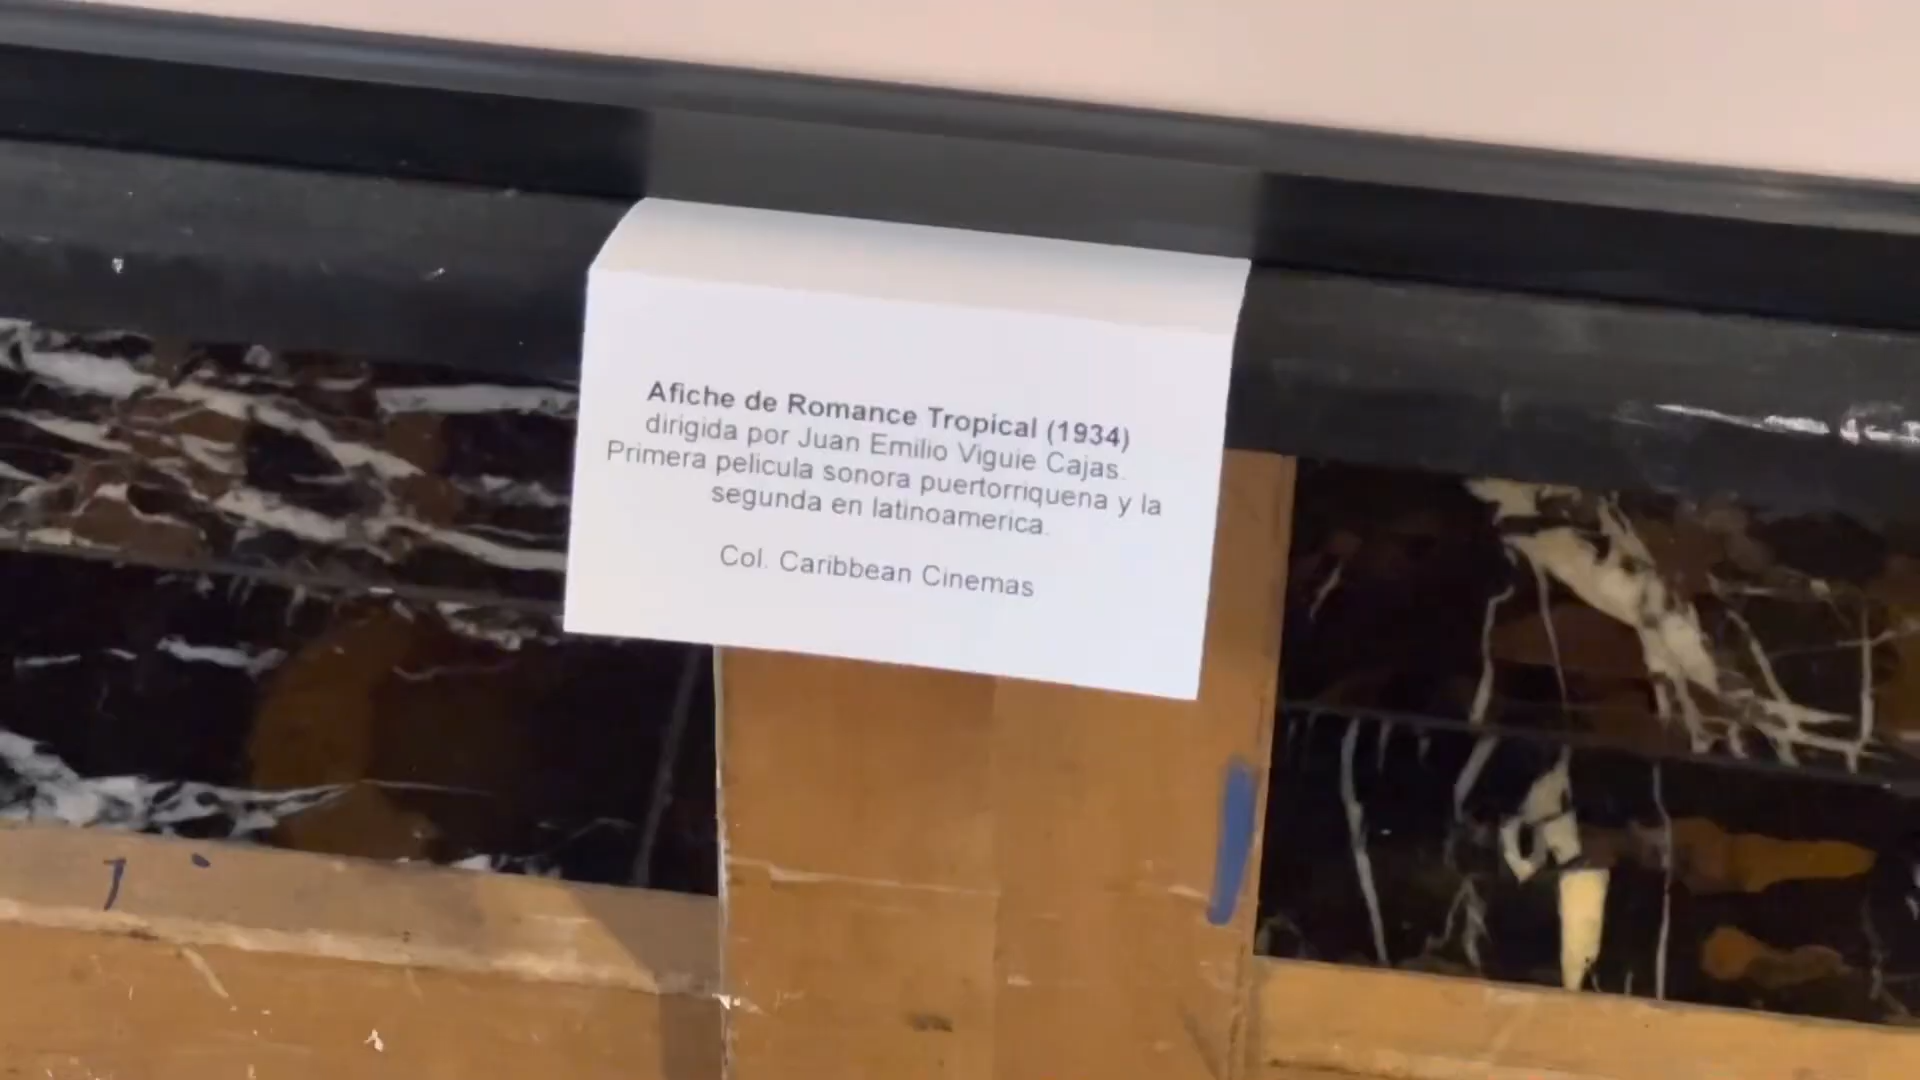 Afiche de Romance Tropical (1934)
dirigida por Juan Emilio Viguie Cajas.
Primera pelicula sonora puertorriquena y la
segunda en latinoamerica.
Col. Caribbean Cinemas